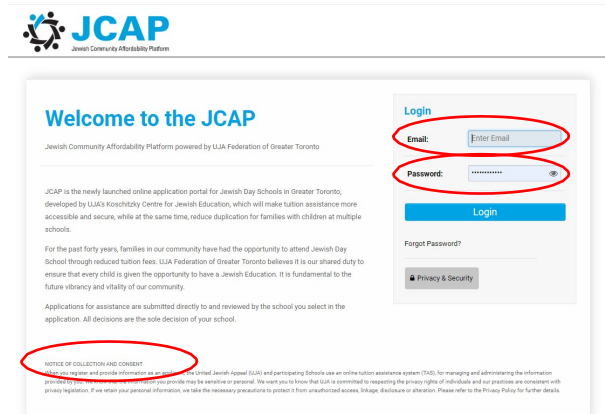 JCAP
Jewish Community Affordability Platform
Welcome to the JCAP
Jewish Community Affordability Platform powered by UJA Federation of Greater Toronto
JCAP is the newly launched online application portal for Jewish Day Schools in Greater Toronto,
developed by UJA's Koschitzky Centre for Jewish Education, which will make tuition assistance more
accessible and secure, while at the same time, reduce duplication for families with children at multiple
schools.
For the past forty years, families in our community have had the opportunity to attend Jewish Day
School through reduced tuition fees. UJA Federation of Greater Toronto believes it is our shared duty to
ensure that every child is given the opportunity to have a Jewish Education. It is fundamental to the
future vibrancy and vitality of our community.
Applications for assistance are submitted directly to and reviewed by the school you select in the
application. All decisions are the sole decision of your school.
Login
Email:
Enter Email
Password:
••••••••••••
Login
Forgot Password?
Privacy & Security
NOTICE OF COLLECTION AND CONSENT
When you register and provide information as an applicant, the United Jewish Appeal (UJA) and participating Schools use an online tuition assistance system (TAS), for managing and administering the information
provided by you. We know that the information you provide may be sensitive or personal. We want you to know that UJA is committed to respecting the privacy rights of individuals and our practices are consistent with
privacy legislation. If we retain your personal information, we take the necessary precautions to protect it from unauthorized access, linkage, disclosure or alteration. Please refer to the Privacy Policy for further details.